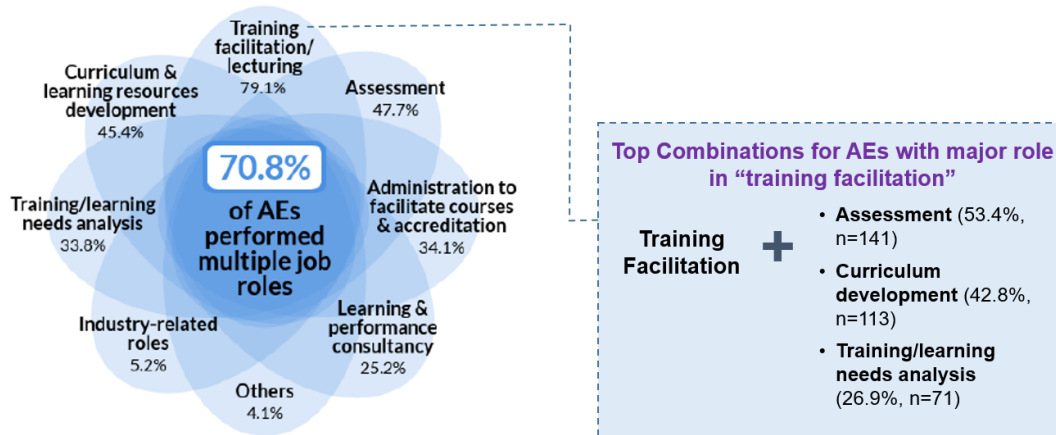 Training
facilitation/
lecturing
79.1%
Curriculum &
learning resources
development
45.4%
Assessment
47.7%
70.8%
of AEs
performed
multiple job
roles
Training/learning
needs analysis
33.8%
Administration to
facilitate courses
& accreditation
34.1%
Industry-related
roles
5.2%
Learning &
performance
consultancy
25.2%
Others
4.1%
Top Combinations for AEs with major role
in “training facilitation”
Training
Facilitation
+
• Assessment (53.4%,
n=141)
• Curriculum
development (42.8%,
n=113)
• Training/learning
needs analysis
(26.9%, n=71)